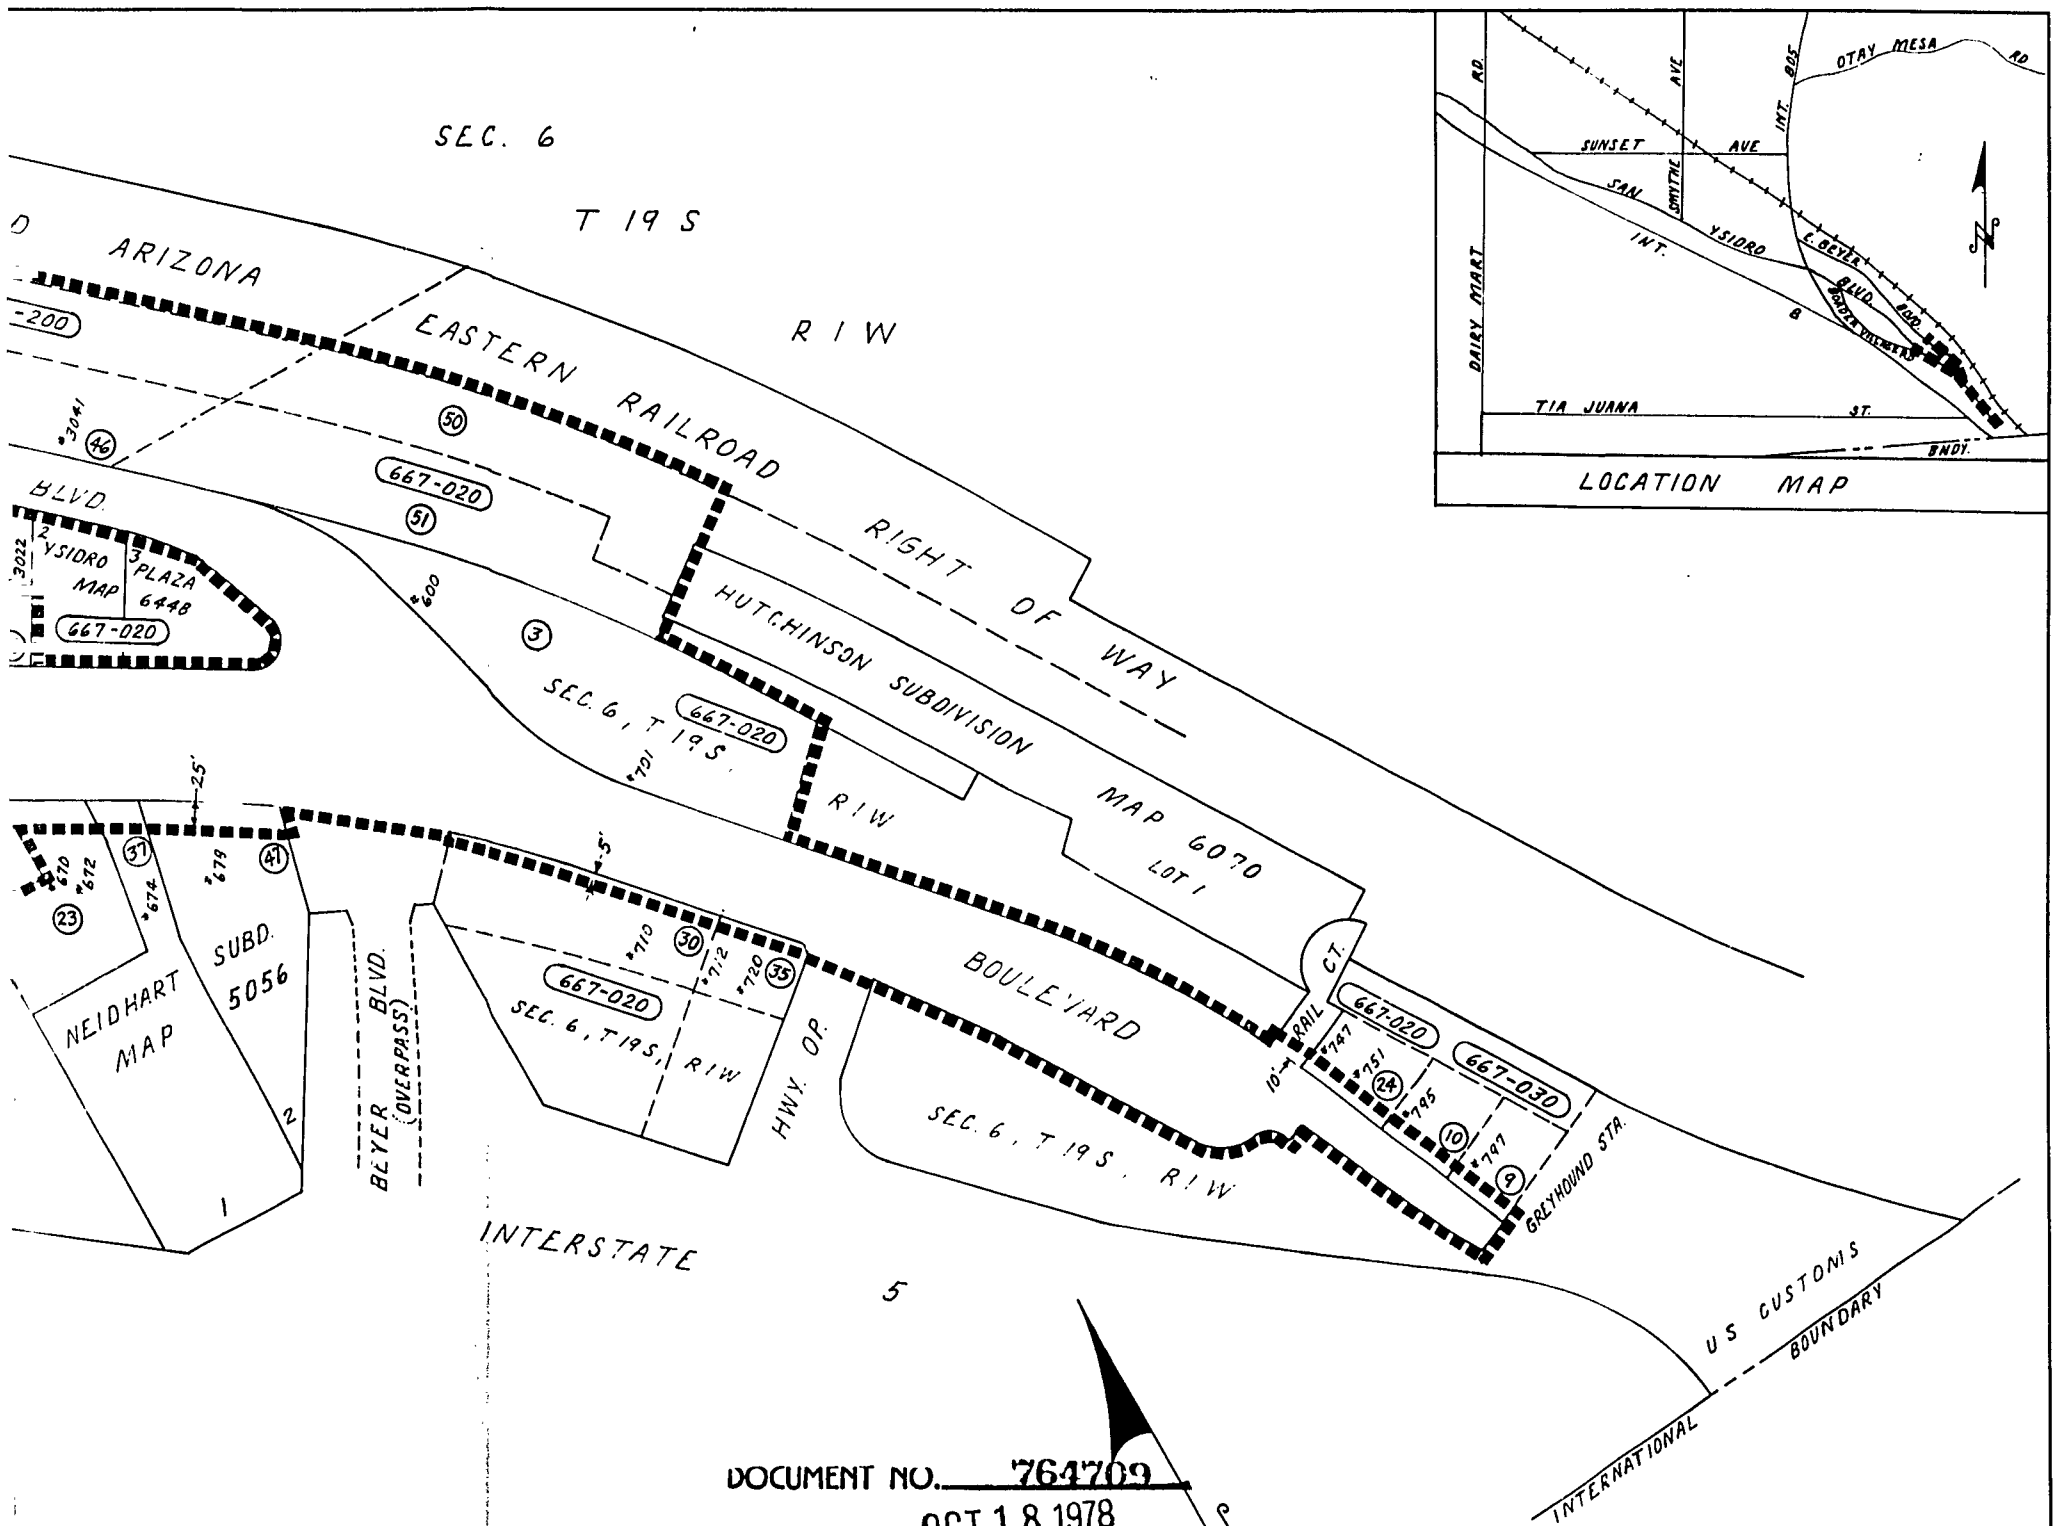 SEC. 6
T 19 S
R I W
ARIZONA
EASTERN RAILROAD
RIGHT OF WAY
-200
#3041
46
50
667-020
51
BLVD.
3022
2
YSIDRO
3
PLAZA
MAP
6448
667-020
#600
3
SEC. 6, T 19 S.
667-020
#701
R I W
HUTCHINSON SUBDIVISION
MAP 6070
LOT 1
25'
37
#679
47
#670
#672
#674
23
SUBD.
5056
NEIDHART
MAP
1
2
BEYER BLVD.
(OVERPASS)
5'
#710
30
#712
#720
35
667-020
SEC. 6, T 19 S, R I W
HWY. OP.
BOULEVARD
SEC. 6, T 19 S, R I W
RAIL CT.
10'
667-020
#747
#751
24
667-030
#795
10
#797
9
GREYHOUND STA.
INTERSTATE 5
US CUSTOMS
INTERNATIONAL BOUNDARY
DOCUMENT NO. 764709
OCT 18 1978
RD.
AVE
INT. 805
OTAY MESA RD
SUNSET AVE
SAN YSIDRO BLVD.
SMYTHE
INT.
E. BEYER BLVD.
BORDER VILLAGE RD
DAIRY MART
8
N
TIA JUANA ST.
BNDY.
LOCATION MAP